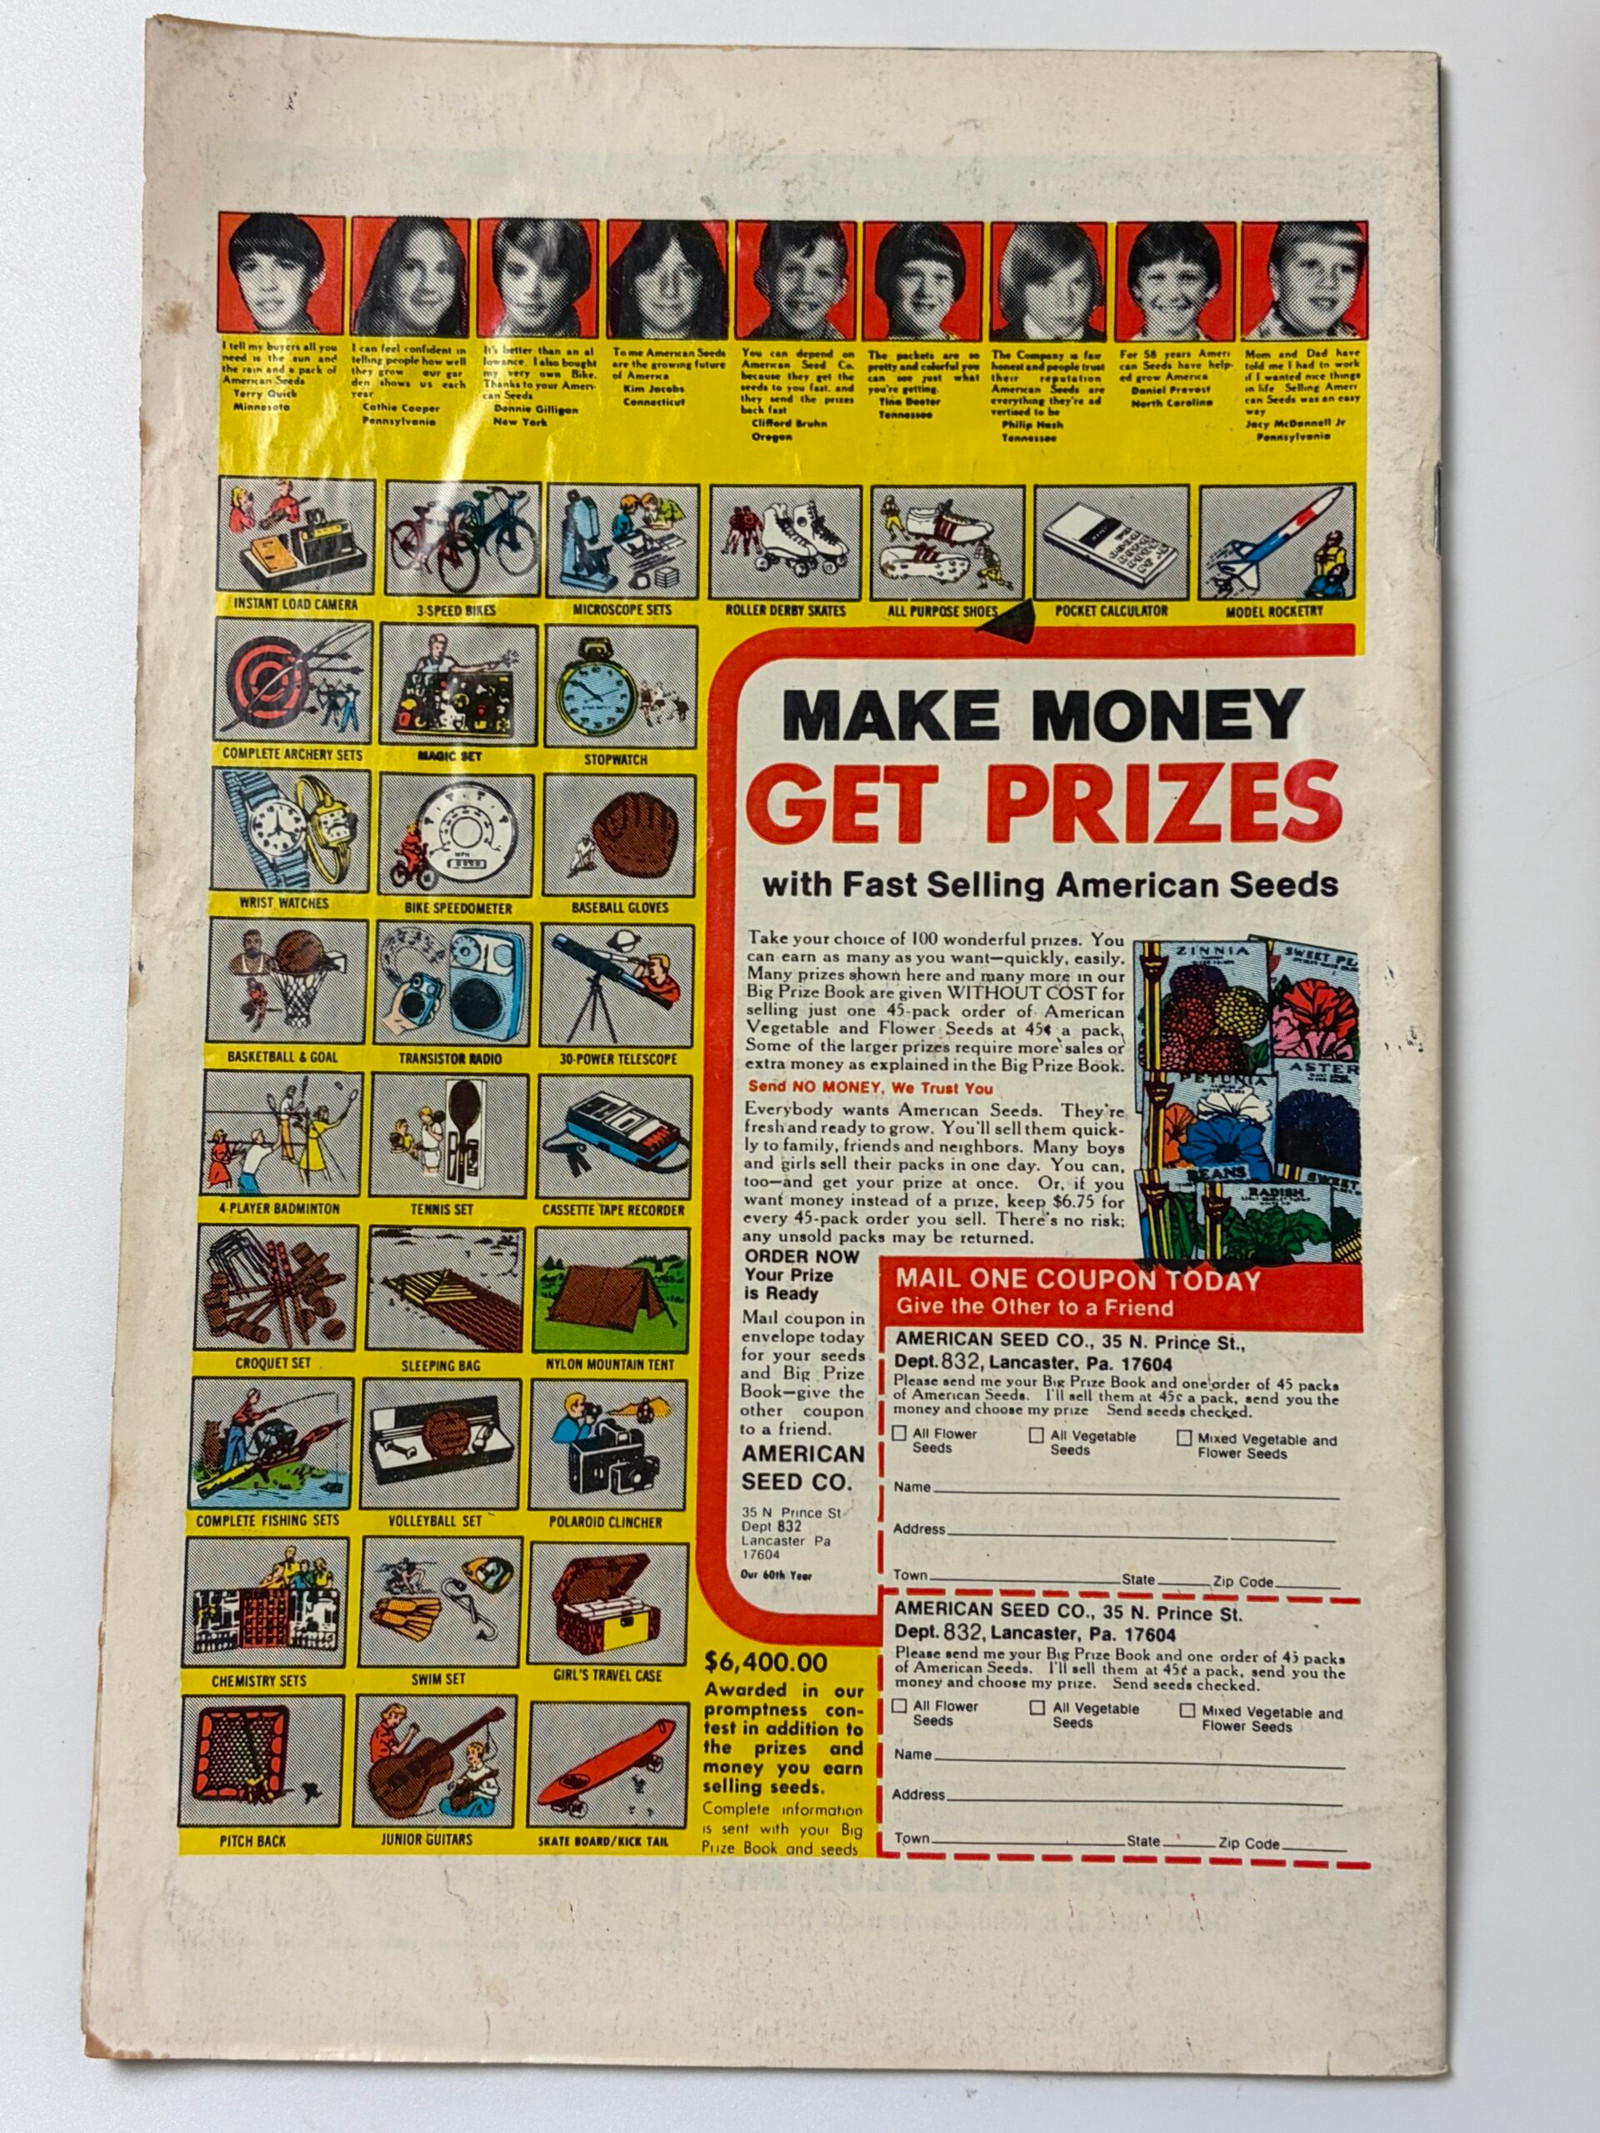 I tell my buyers all you
need is the sun and
the rain and a pack of
American Seeds
Terry Quick
Minnesota
I can feel confident in
telling people how well
they grow our gar
den shows us each
year
Cathie Cooper
Pennsylvania
It's better than an al
lowance. I also bought
my very own Bike.
Thanks to your Ameri-
can Seeds
Donnie Gilligan
New York
To me American Seeds
are the growing future
of America
Kim Jacobs
Connecticut
You can depend on
American Seed Co.
because they get the
seeds to you fast, and
they send the prizes
back fast
Clifford Bruhn
Oregon
The packets are so
pretty and colorful you
can see just what
you're getting.
Tina Deeter
Tennessee
The Company is fair
honest and people trust
their reputation
American Seeds are
everything they're ad
vertised to be
Philip Nash
Tennessee
For 58 years Ameri
can Seeds have help-
ed grow America
Daniel Prevost
North Carolina
Mom and Dad have
told me I had to work
if I wanted nice things
in life Selling Ameri
can Seeds was an easy
way
Jacy McDonnell Jr
Pennsylvania
INSTANT LOAD CAMERA
3-SPEED BIKES
MICROSCOPE SETS
ROLLER DERBY SKATES
ALL PURPOSE SHOES
POCKET CALCULATOR
MODEL ROCKETRY
COMPLETE ARCHERY SETS
MAGIC SET
STOPWATCH
WRIST WATCHES
BIKE SPEEDOMETER
BASEBALL GLOVES
BASKETBALL & GOAL
TRANSISTOR RADIO
30-POWER TELESCOPE
4-PLAYER BADMINTON
TENNIS SET
CASSETTE TAPE RECORDER
CROQUET SET
SLEEPING BAG
NYLON MOUNTAIN TENT
COMPLETE FISHING SETS
VOLLEYBALL SET
POLAROID CLINCHER
CHEMISTRY SETS
SWIM SET
GIRL'S TRAVEL CASE
PITCH BACK
JUNIOR GUITARS
SKATE BOARD/KICK TAIL
MAKE MONEY
GET PRIZES
with Fast Selling American Seeds
Take your choice of 100 wonderful prizes. You
can earn as many as you want—quickly, easily.
Many prizes shown here and many more in our
Big Prize Book are given WITHOUT COST for
selling just one 45-pack order of American
Vegetable and Flower Seeds at 45¢ a pack.
Some of the larger prizes require more sales or
extra money as explained in the Big Prize Book.
Send NO MONEY, We Trust You
Everybody wants American Seeds. They're
fresh and ready to grow. You'll sell them quick-
ly to family, friends and neighbors. Many boys
and girls sell their packs in one day. You can,
too—and get your prize at once. Or, if you
want money instead of a prize, keep $6.75 for
every 45-pack order you sell. There's no risk;
any unsold packs may be returned.
ZINNIA
SWEET PE
ASTER
PETUNIA
BEANS
RADISH
SWEET
ORDER NOW
Your Prize
is Ready
Mail coupon in
envelope today
for your seeds
and Big Prize
Book—give the
other coupon
to a friend.
AMERICAN
SEED CO.
35 N Prince St
Dept 832
Lancaster Pa
17604
Our 60th Year
MAIL ONE COUPON TODAY
Give the Other to a Friend
AMERICAN SEED CO., 35 N. Prince St.,
Dept. 832, Lancaster, Pa. 17604
Please send me your Big Prize Book and one order of 45 packs
of American Seeds. I'll sell them at 45¢ a pack, send you the
money and choose my prize Send seeds checked.
All Flower
Seeds
All Vegetable
Seeds
Mixed Vegetable and
Flower Seeds
Name
Address
Town State Zip Code
AMERICAN SEED CO., 35 N. Prince St.
Dept. 832, Lancaster, Pa. 17604
Please send me your Big Prize Book and one order of 45 packs
of American Seeds. I'll sell them at 45¢ a pack, send you the
money and choose my prize. Send seeds checked.
All Flower
Seeds
All Vegetable
Seeds
Mixed Vegetable and
Flower Seeds
Name
Address
Town State Zip Code
$6,400.00
Awarded in our
promptness con-
test in addition to
the prizes and
money you earn
selling seeds.
Complete information
is sent with your Big
Prize Book and seeds